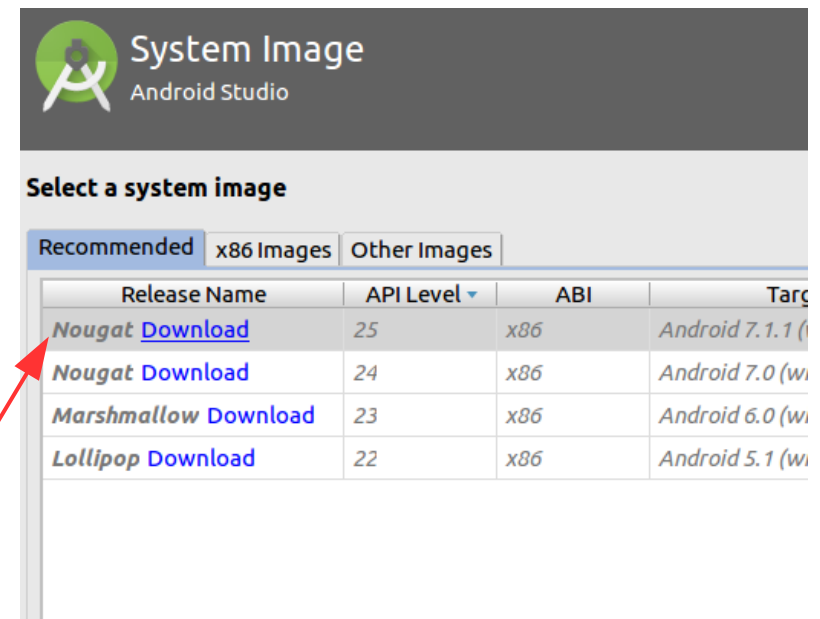 System Image
Android Studio
Select a system image
Recommended x86 Images Other Images
Release Name API Level ABI
Nougat Download 25 x86 Android 7.1.1
Nougat Download 24 x86 Android 7.0
Marshmallow Download 23 x86 Android 6.0
Lollipop Download 22 x86 Android 5.1